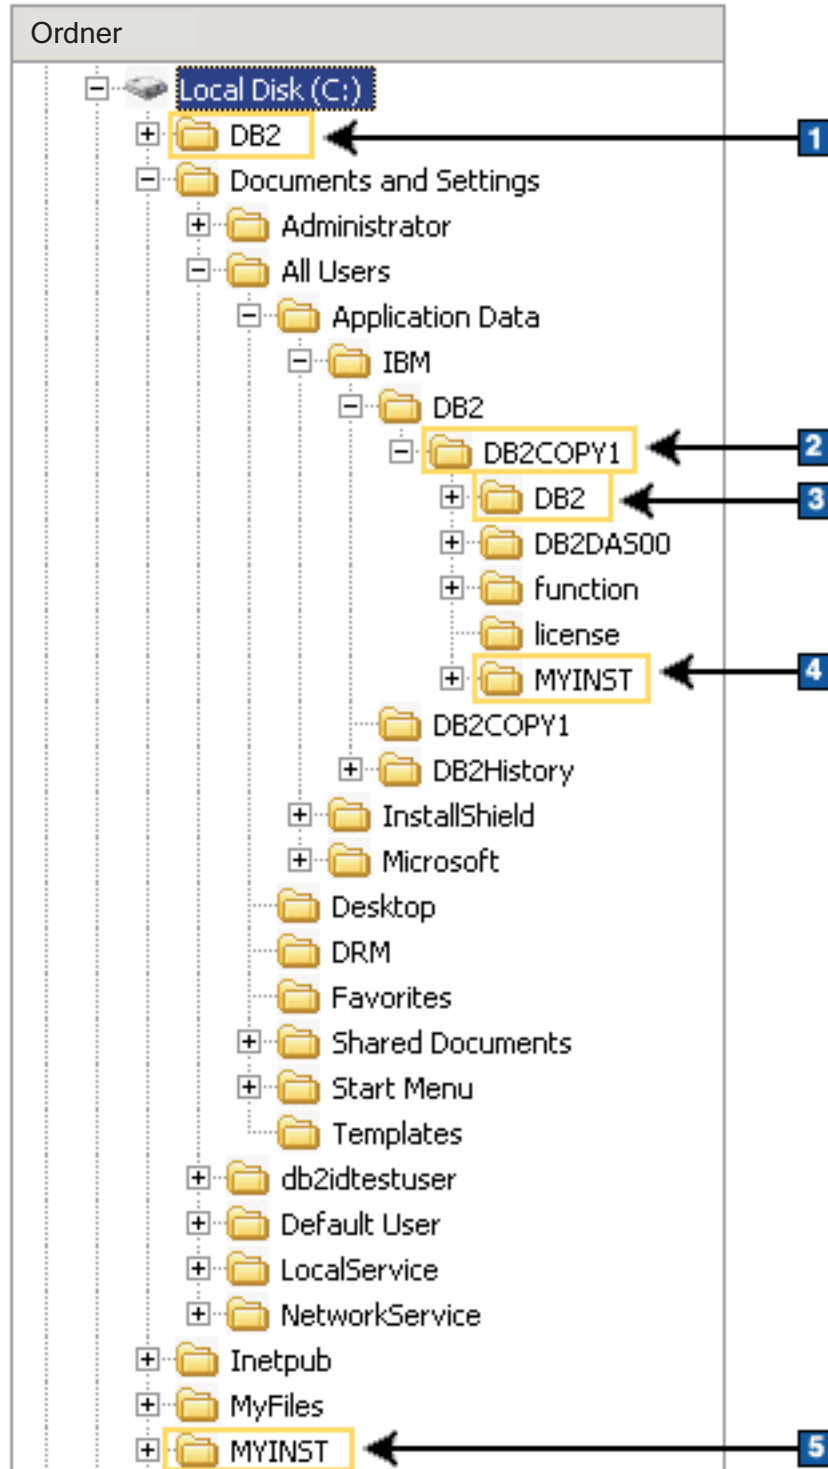 Ordner
Local Disk (C:)
DB2
1
Documents and Settings
Administrator
All Users
Application Data
IBM
DB2
DB2COPY1
2
DB2
3
DB2DAS00
function
license
MYINST
4
DB2COPY1
DB2History
InstallShield
Microsoft
Desktop
DRM
Favorites
Shared Documents
Start Menu
Templates
db2idtestuser
Default User
LocalService
NetworkService
Inetpub
MyFiles
MYINST
5